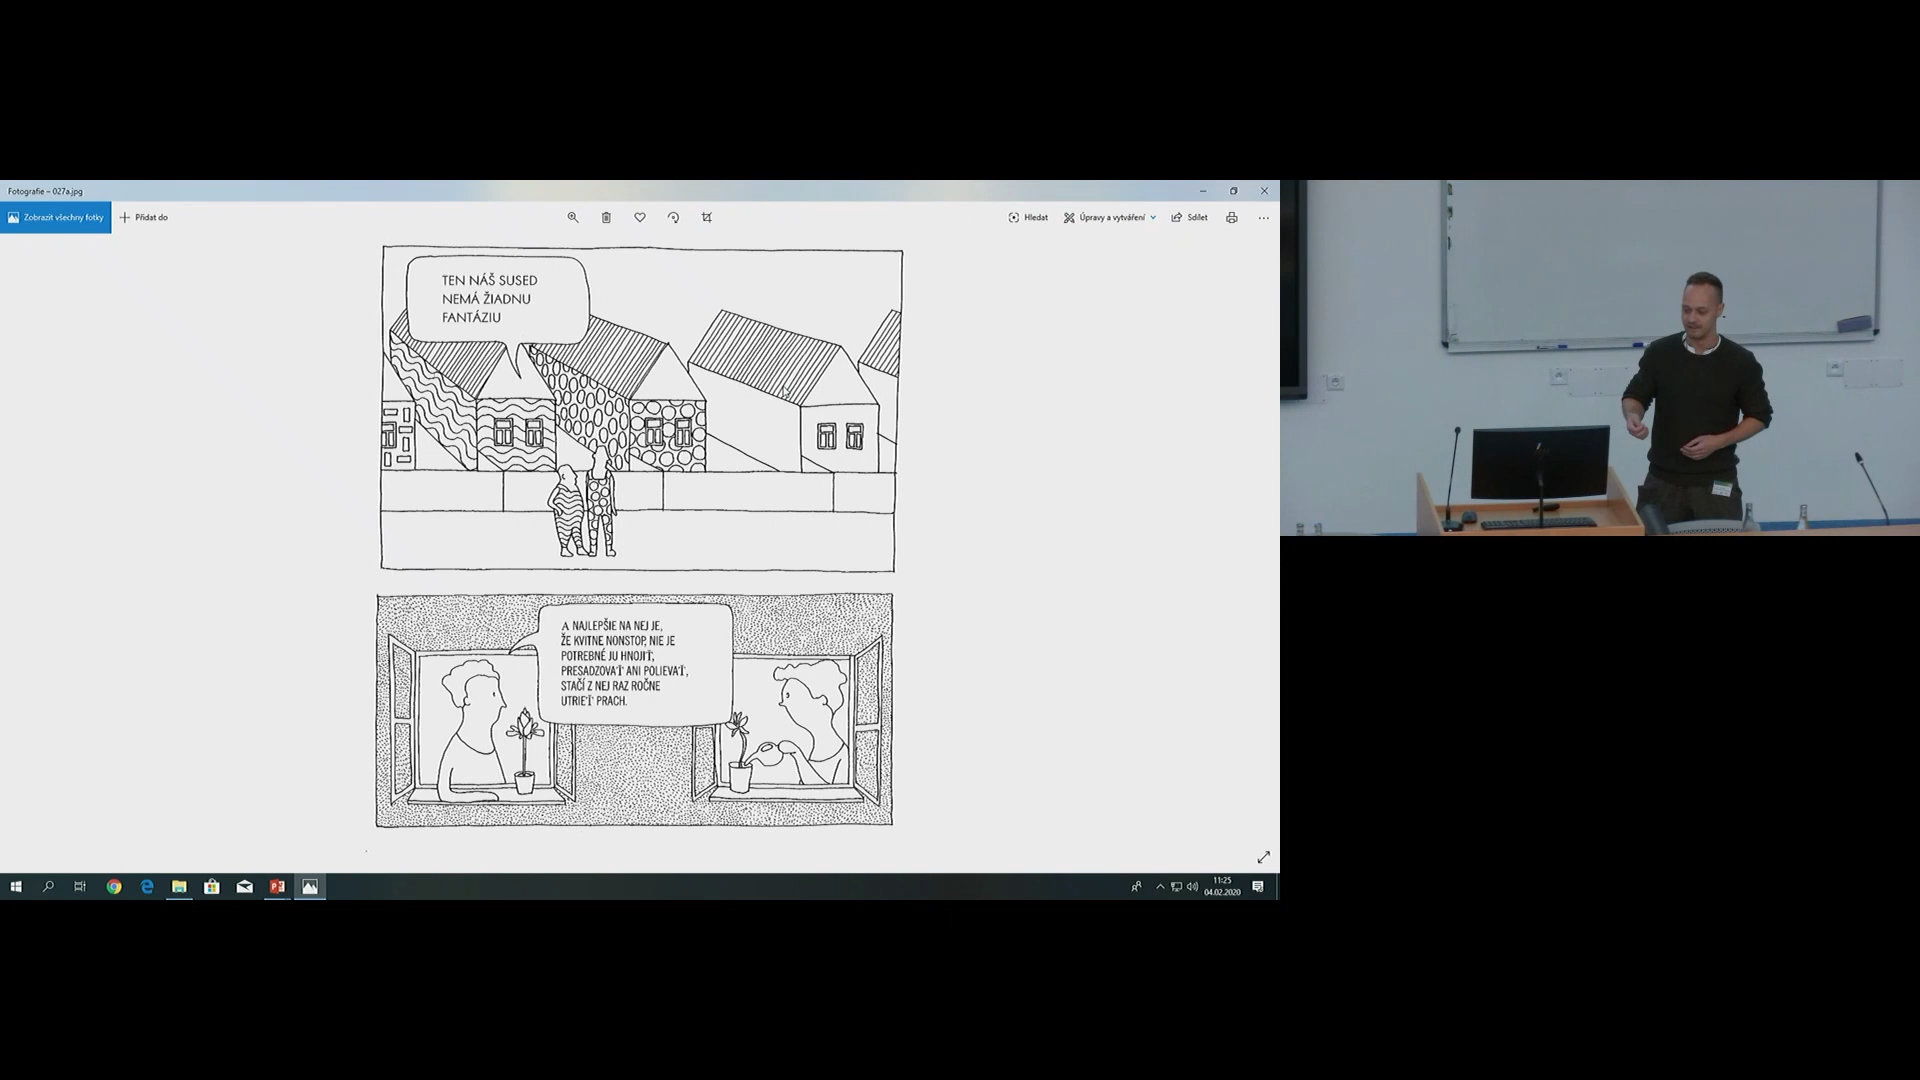 Fotografie – 027a.jpg
Zobrazit všechny fotky
Přidat do
Hledat
Úpravy a vytváření
Sdílet
TEN NÁŠ SUSED
NEMÁ ŽIADNU
FANTÁZIU
A NAJLEPŠIE NA NEJ JE,
ŽE KVITNE NONSTOP, NIE JE
POTREBNÉ JU HNOJIŤ,
PRESADZOVAŤ ANI POLIEVAŤ,
STAČÍ Z NEJ RAZ ROČNE
UTRIEŤ PRACH.
11:25
04.02.2020